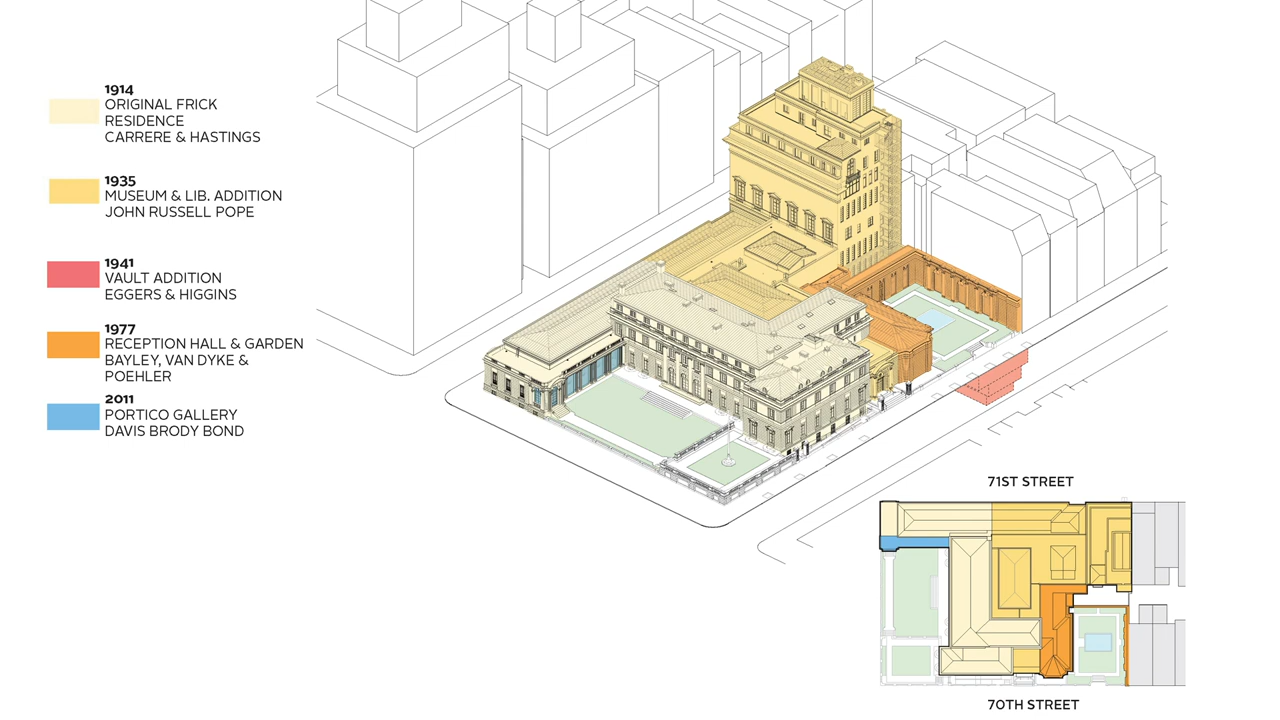 1914
ORIGINAL FRICK
RESIDENCE
CARRERE & HASTINGS
1935
MUSEUM & LIB. ADDITION
JOHN RUSSELL POPE
1941
VAULT ADDITION
EGGERS & HIGGINS
1977
RECEPTION HALL & GARDEN
BAYLEY, VAN DYKE &
POEHLER
2011
PORTICO GALLERY
DAVIS BRODY BOND
71ST STREET
70TH STREET